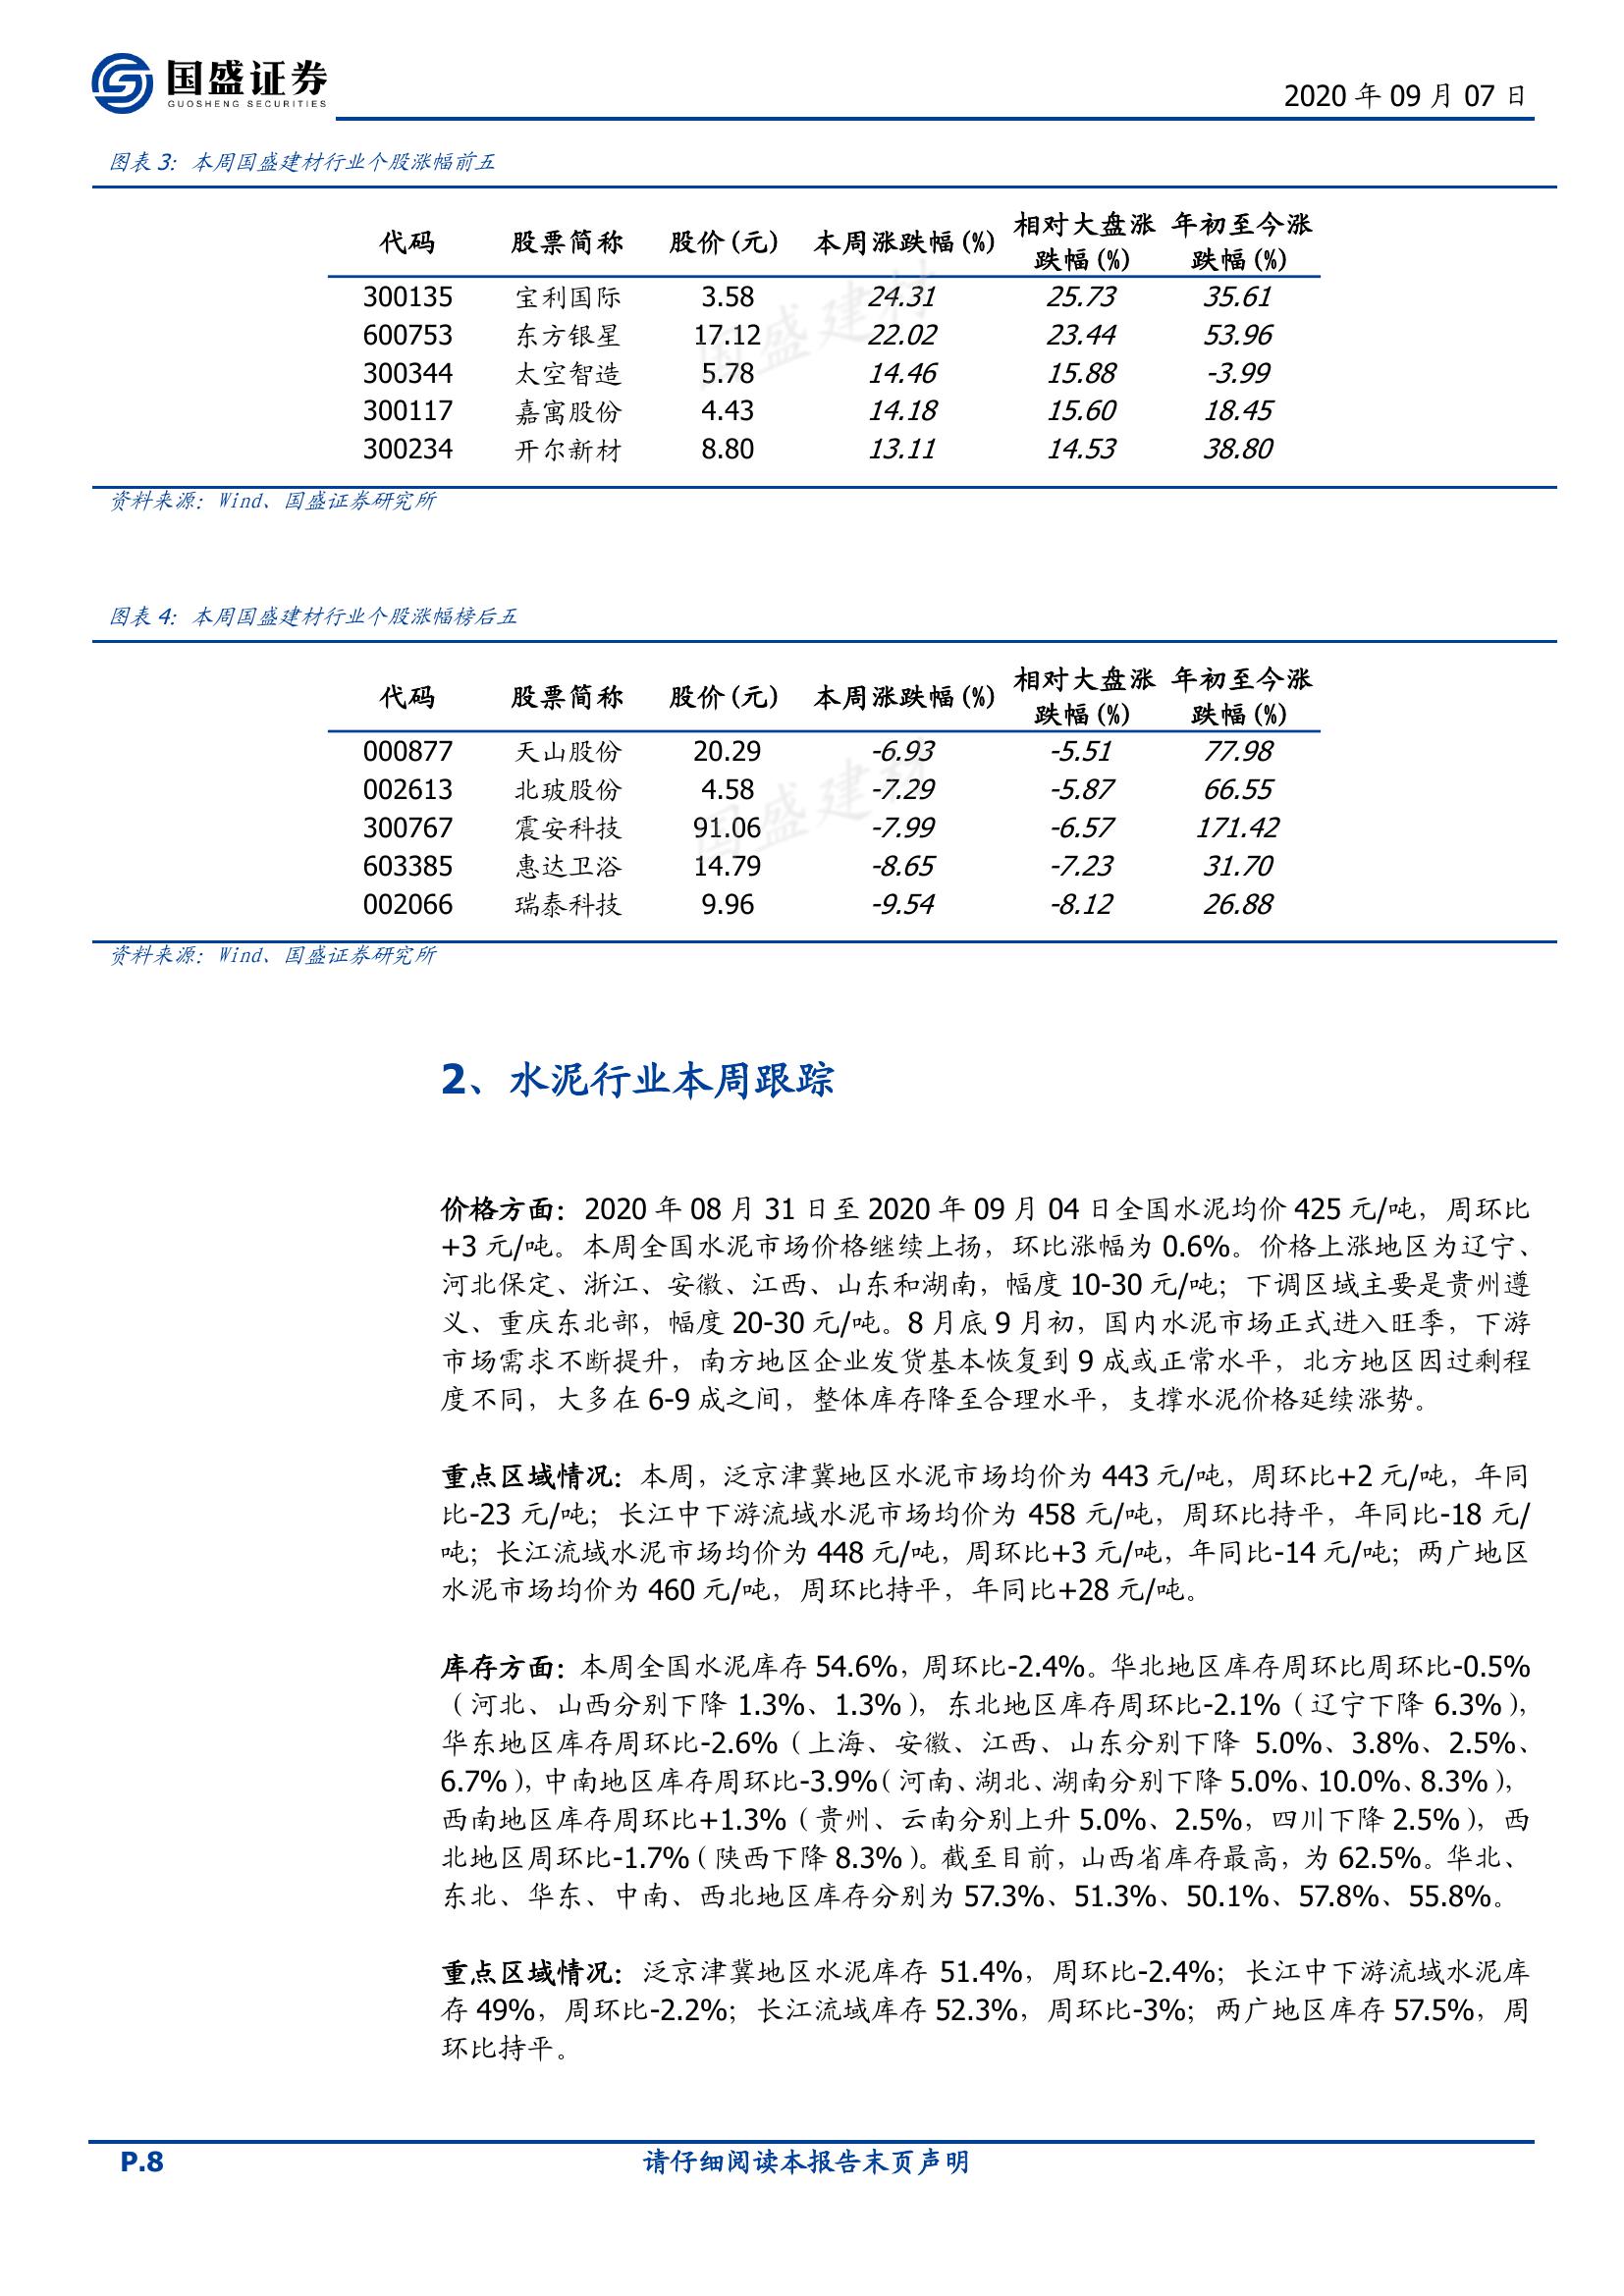 国盛证券
GUOSHENG SECURITIES
2020 年 09 月 07 日
图表 3：本周国盛建材行业个股涨幅前五
代码 股票简称 股价(元) 本周涨跌幅(%) 相对大盘涨跌幅(%) 年初至今涨跌幅(%)
300135 宝利国际 3.58 24.31 25.73 35.61
600753 东方银星 17.12 22.02 23.44 53.96
300344 太空智造 5.78 14.46 15.88 -3.99
300117 嘉寓股份 4.43 14.18 15.60 18.45
300234 开尔新材 8.80 13.11 14.53 38.80
国盛建材
资料来源：Wind、国盛证券研究所
图表 4：本周国盛建材行业个股涨幅榜后五
代码 股票简称 股价(元) 本周涨跌幅(%) 相对大盘涨跌幅(%) 年初至今涨跌幅(%)
000877 天山股份 20.29 -6.93 -5.51 77.98
002613 北玻股份 4.58 -7.29 -5.87 66.55
300767 震安科技 91.06 -7.99 -6.57 171.42
603385 惠达卫浴 14.79 -8.65 -7.23 31.70
002066 瑞泰科技 9.96 -9.54 -8.12 26.88
国盛建材
资料来源：Wind、国盛证券研究所
2、水泥行业本周跟踪
价格方面：2020 年 08 月 31 日至 2020 年 09 月 04 日全国水泥均价 425 元/吨，周环比
+3 元/吨。本周全国水泥市场价格继续上扬，环比涨幅为 0.6%。价格上涨地区为辽宁、
河北保定、浙江、安徽、江西、山东和湖南，幅度 10-30 元/吨；下调区域主要是贵州遵
义、重庆东北部，幅度 20-30 元/吨。8 月底 9 月初，国内水泥市场正式进入旺季，下游
市场需求不断提升，南方地区企业发货基本恢复到 9 成或正常水平，北方地区因过剩程
度不同，大多在 6-9 成之间，整体库存降至合理水平，支撑水泥价格延续涨势。
重点区域情况：本周，泛京津冀地区水泥市场均价为 443 元/吨，周环比+2 元/吨，年同
比-23 元/吨；长江中下游流域水泥市场均价为 458 元/吨，周环比持平，年同比-18 元/
吨；长江流域水泥市场均价为 448 元/吨，周环比+3 元/吨，年同比-14 元/吨；两广地区
水泥市场均价为 460 元/吨，周环比持平，年同比+28 元/吨。
库存方面：本周全国水泥库存 54.6%，周环比-2.4%。华北地区库存周环比周环比-0.5%
（河北、山西分别下降 1.3%、1.3%），东北地区库存周环比-2.1%（辽宁下降 6.3%），
华东地区库存周环比-2.6%（上海、安徽、江西、山东分别下降 5.0%、3.8%、2.5%、
6.7%），中南地区库存周环比-3.9%（河南、湖北、湖南分别下降 5.0%、10.0%、8.3%），
西南地区库存周环比+1.3%（贵州、云南分别上升 5.0%、2.5%，四川下降 2.5%），西
北地区周环比-1.7%（陕西下降 8.3%）。截至目前，山西省库存最高，为 62.5%。华北、
东北、华东、中南、西北地区库存分别为 57.3%、51.3%、50.1%、57.8%、55.8%。
重点区域情况：泛京津冀地区水泥库存 51.4%，周环比-2.4%；长江中下游流域水泥库
存 49%，周环比-2.2%；长江流域库存 52.3%，周环比-3%；两广地区库存 57.5%，周
环比持平。
P.8
请仔细阅读本报告末页声明